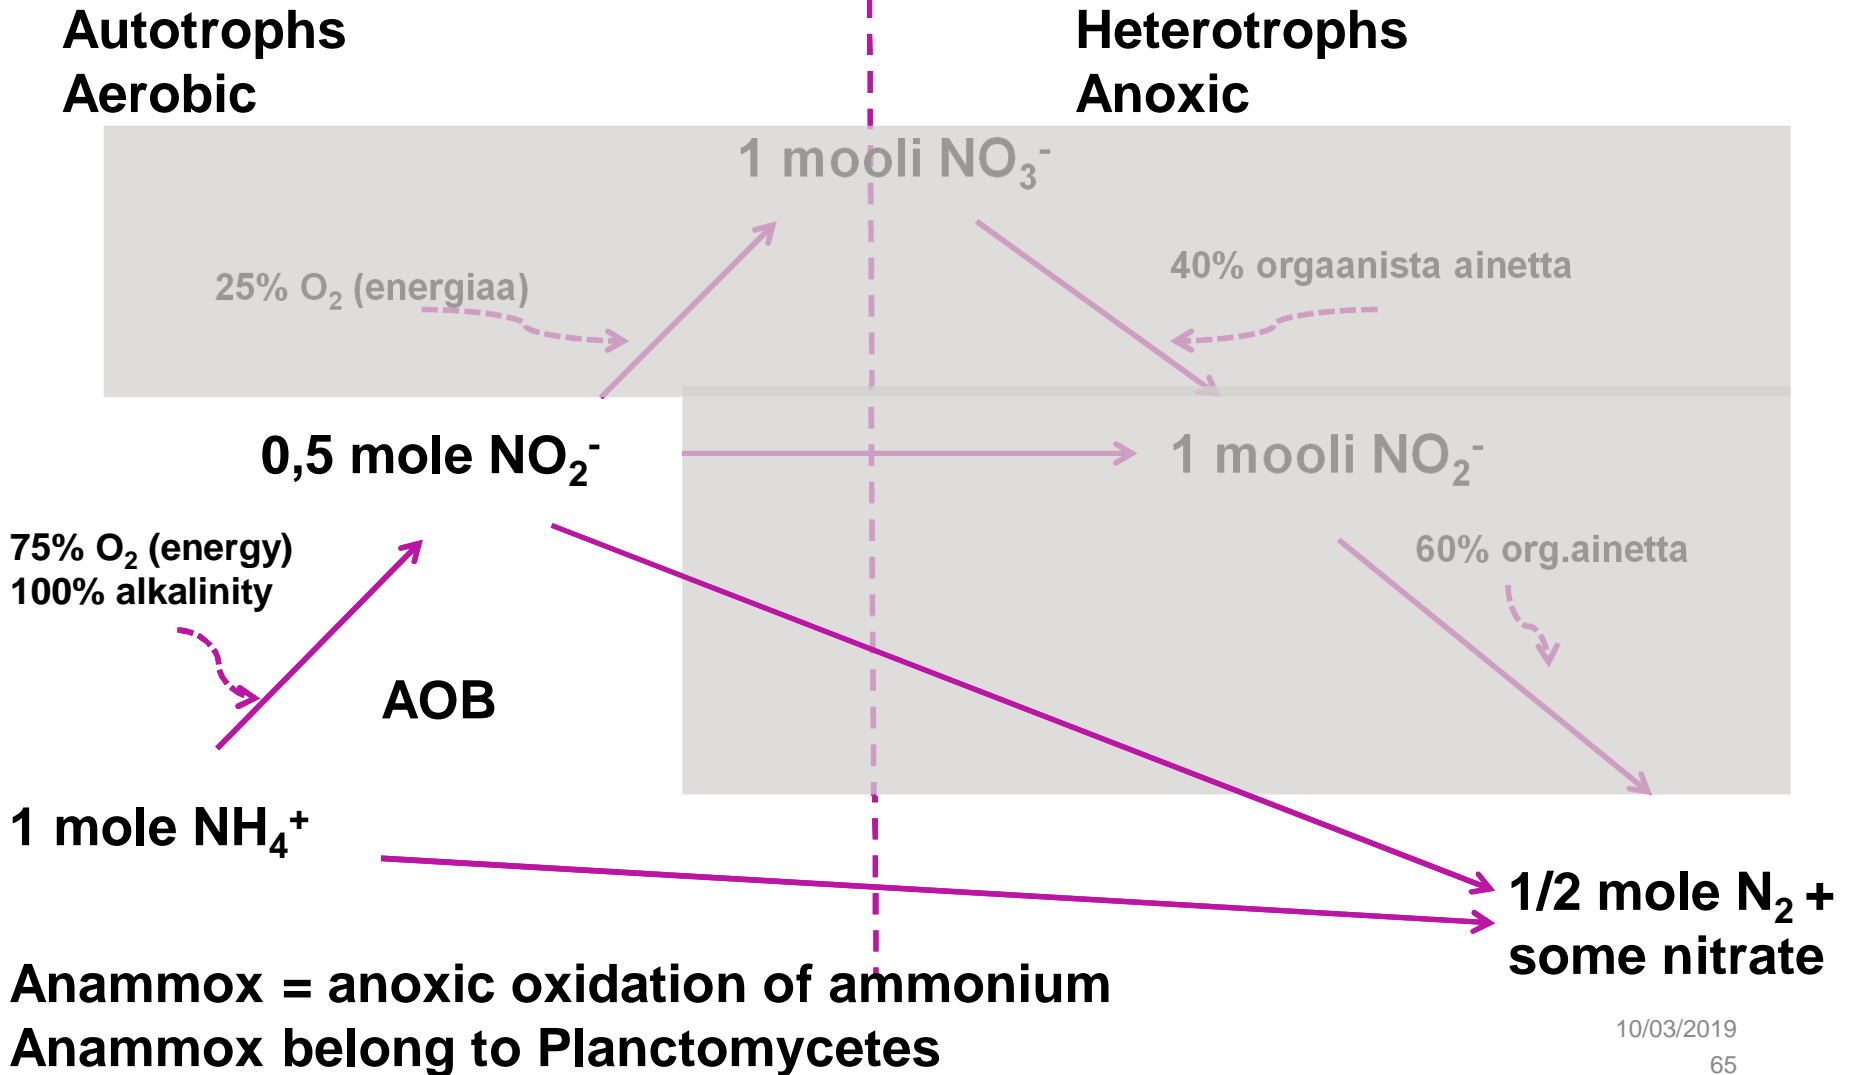 Autotrophs
Aerobic
Heterotrophs
Anoxic
1 mooli NO₃⁻
25% O₂ (energiaa)
40% orgaanista ainetta
0,5 mole NO₂⁻
1 mooli NO₂⁻
75% O₂ (energy)
100% alkalinity
60% org.ainetta
AOB
1 mole NH₄⁺
1/2 mole N₂ +
some nitrate
Anammox = anoxic oxidation of ammonium
Anammox belong to Planctomycetes
10/03/2019
65